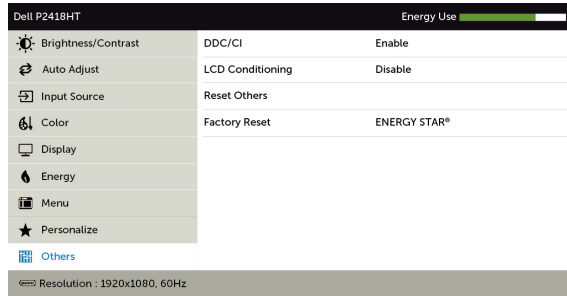 Dell P2418HT Energy Use
Brightness/Contrast DDC/CI Enable
Auto Adjust LCD Conditioning Disable
Input Source Reset Others
Color Factory Reset ENERGY STAR®
Display
Energy
Menu
Personalize
Others
Resolution : 1920x1080, 60Hz